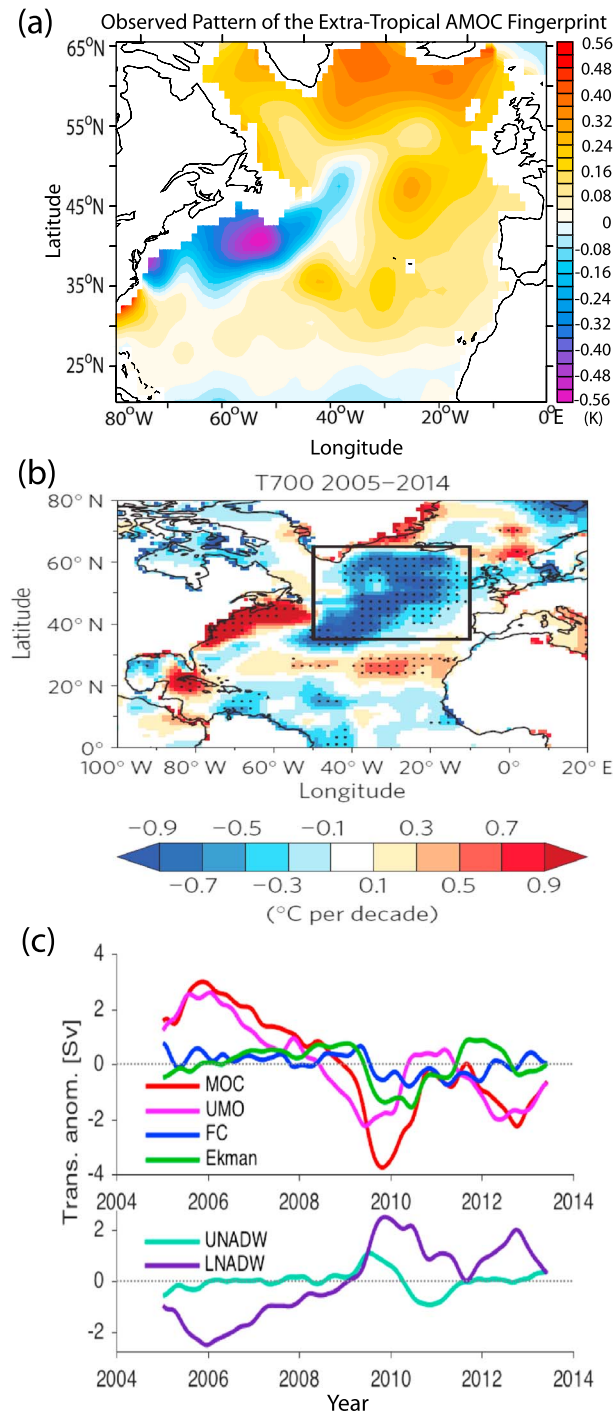 (a)
Observed Pattern of the Extra-Tropical AMOC Fingerprint
65°N
55°N
45°N
35°N
25°N
Latitude
80°W 60°W 40°W 20°W 0°E
Longitude
0.56
0.48
0.40
0.32
0.24
0.16
0.08
0
-0.08
-0.16
-0.24
-0.32
-0.40
-0.48
-0.56
(K)
(b)
T700 2005–2014
80° N
60° N
40° N
20° N
0°
Latitude
100° W 80° W 60° W 40° W 20° W 0° 20° E
Longitude
−0.9 −0.5 −0.1 0.3 0.7
−0.7 −0.3 0.1 0.5 0.9
(°C per decade)
(c)
Trans. anom. [Sv]
4
2
0
-2
-4
MOC
UMO
FC
Ekman
2004 2006 2008 2010 2012 2014
2
0
-2
UNADW
LNADW
2004 2006 2008 2010 2012 2014
Year